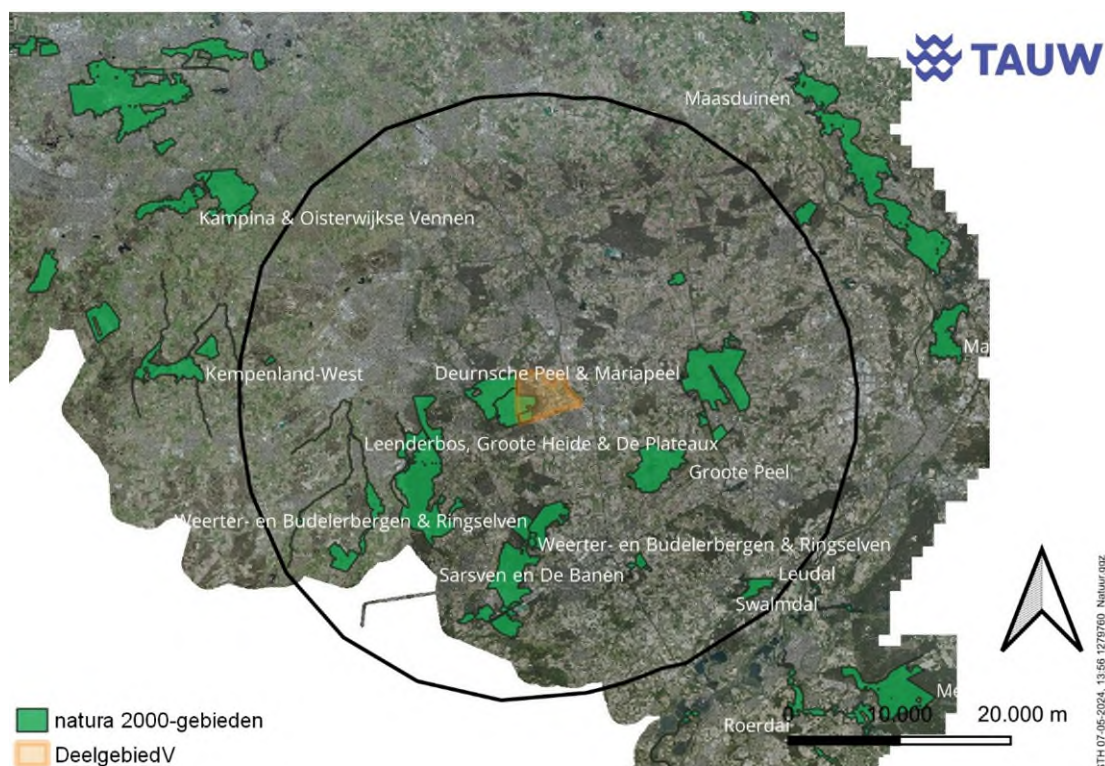 TAUW
Maasduinen
Kampina & Oisterwijkse Vennen
Ma
Kempenland-West
Deurnsche Peel & Mariapeel
Leenderbos, Groote Heide & De Plateaux
Groote Peel
Weerter- en Budelerbergen & Ringselven
Weerter- en Budelerbergen & Ringselven
Sarsven en De Banen
Leudal
Swalmdal
Me
natura 2000-gebieden
Roerdal
0
10.000
20.000 m
DeelgebiedV
STH 07-05-2024, 13:56 1279760_Natuur.qgz